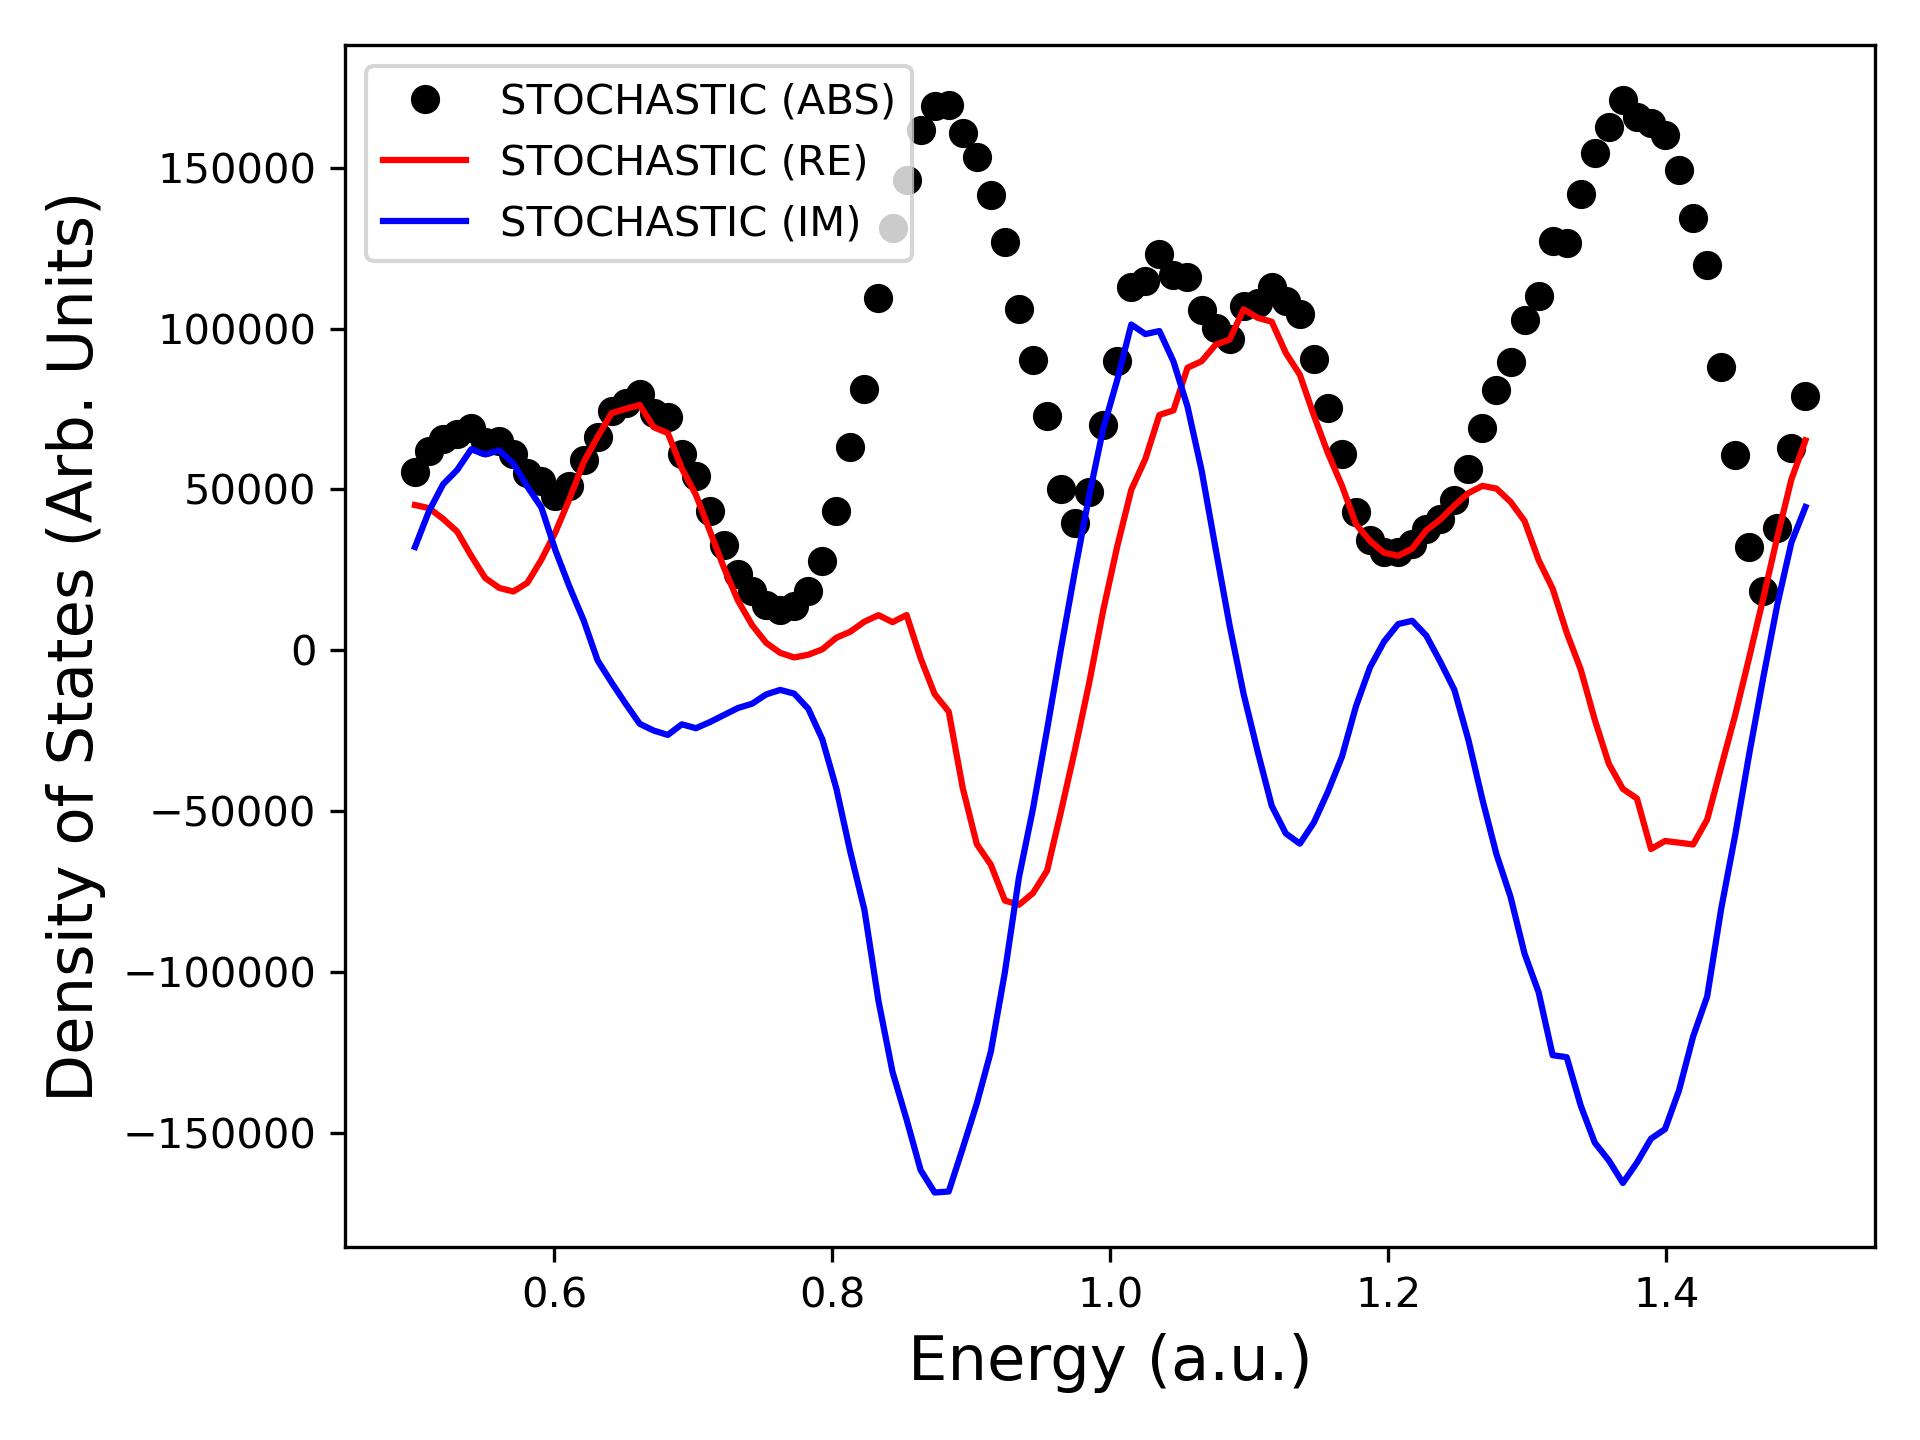 STOCHASTIC (ABS)
STOCHASTIC (RE)
STOCHASTIC (IM)
150000
100000
50000
0
−50000
−100000
−150000
Density of States (Arb. Units)
0.6 0.8 1.0 1.2 1.4
Energy (a.u.)